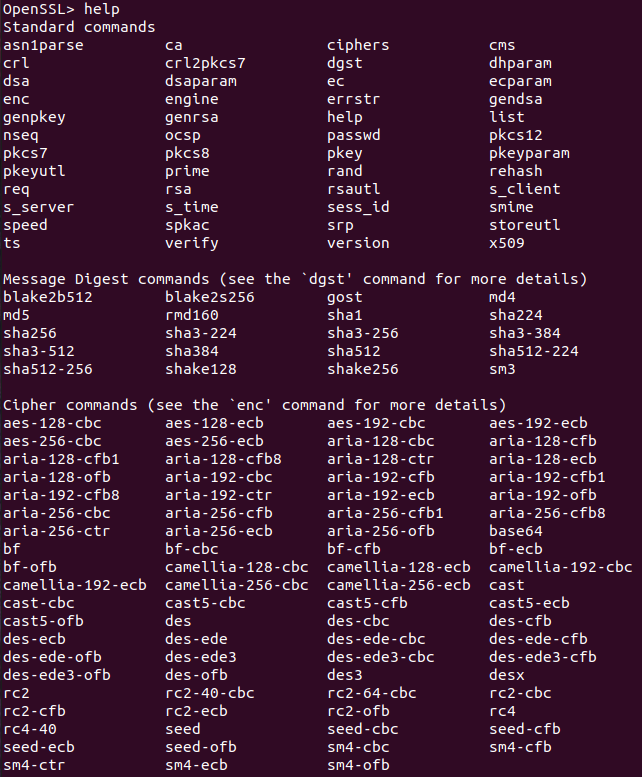 OpenSSL> help
Standard commands
asn1parse ca ciphers cms
crl crl2pkcs7 dgst dhparam
dsa dsaparam ec ecparam
enc engine errstr gendsa
genpkey genrsa help list
nseq ocsp passwd pkcs12
pkcs7 pkcs8 pkey pkeyparam
pkeyutl prime rand rehash
req rsa rsautl s_client
s_server s_time sess_id smime
speed spkac srp storeutl
ts verify version x509
Message Digest commands (see the `dgst' command for more details)
blake2b512 blake2s256 gost md4
md5 rmd160 sha1 sha224
sha256 sha3-224 sha3-256 sha3-384
sha3-512 sha384 sha512 sha512-224
sha512-256 shake128 shake256 sm3
Cipher commands (see the `enc' command for more details)
aes-128-cbc aes-128-ecb aes-192-cbc aes-192-ecb
aes-256-cbc aes-256-ecb aria-128-cbc aria-128-cfb
aria-128-cfb1 aria-128-cfb8 aria-128-ctr aria-128-ecb
aria-128-ofb aria-192-cbc aria-192-cfb aria-192-cfb1
aria-192-cfb8 aria-192-ctr aria-192-ecb aria-192-ofb
aria-256-cbc aria-256-cfb aria-256-cfb1 aria-256-cfb8
aria-256-ctr aria-256-ecb aria-256-ofb base64
bf bf-cbc bf-cfb bf-ecb
bf-ofb camellia-128-cbc camellia-128-ecb camellia-192-cbc
camellia-192-ecb camellia-256-cbc camellia-256-ecb cast
cast-cbc cast5-cbc cast5-cfb cast5-ecb
cast5-ofb des des-cbc des-cfb
des-ecb des-ede des-ede-cbc des-ede-cfb
des-ede-ofb des-ede3 des-ede3-cbc des-ede3-cfb
des-ede3-ofb des-ofb des3 desx
rc2 rc2-40-cbc rc2-64-cbc rc2-cbc
rc2-cfb rc2-ecb rc2-ofb rc4
rc4-40 seed seed-cbc seed-cfb
seed-ecb seed-ofb sm4-cbc sm4-cfb
sm4-ctr sm4-ecb sm4-ofb